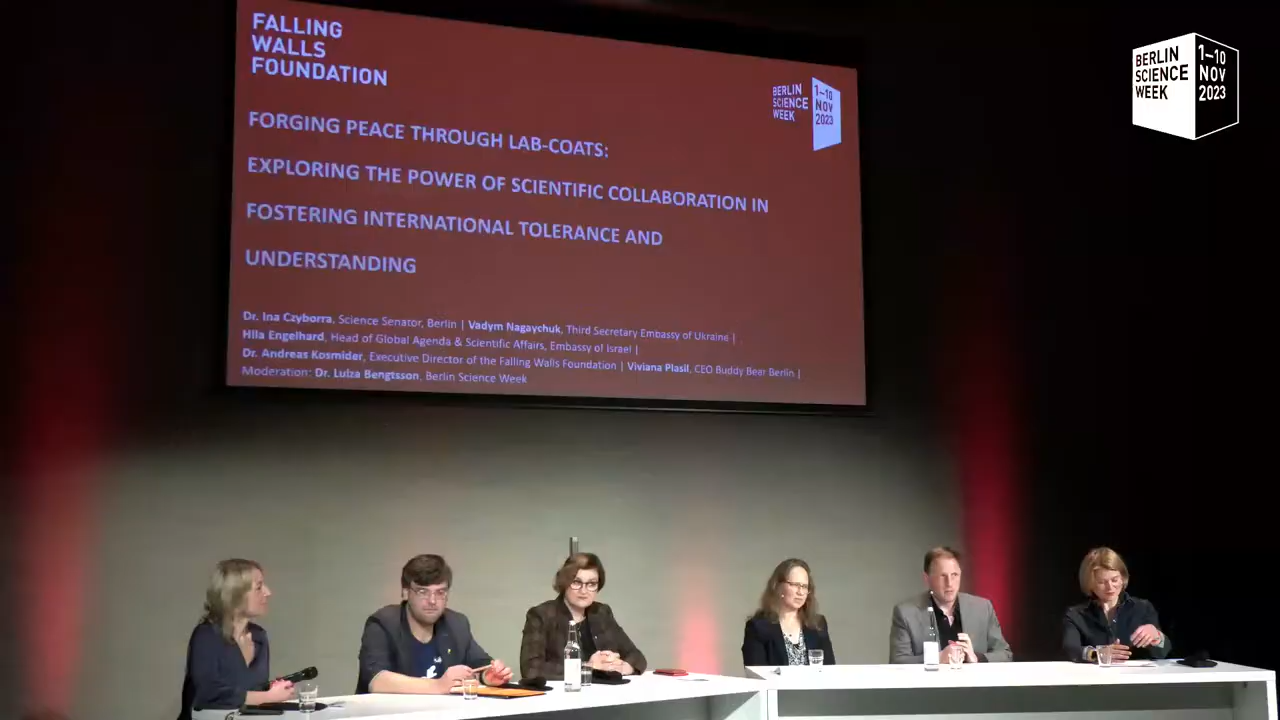 FALLING
WALLS
FOUNDATION
BERLIN
SCIENCE
WEEK
1–10
NOV
2023
FORGING PEACE THROUGH LAB-COATS:
EXPLORING THE POWER OF SCIENTIFIC COLLABORATION IN
FOSTERING INTERNATIONAL TOLERANCE AND
UNDERSTANDING
Dr. Ina Czyborra, Science Senator, Berlin | Vadym Nagaychuk, Third Secretary Embassy of Ukraine |
Hila Engelhard, Head of Global Agenda & Scientific Affairs, Embassy of Israel |
Dr. Andreas Kosmider, Executive Director of the Falling Walls Foundation | Viviana Plasil, CEO Buddy Bear Berlin |
Moderation: Dr. Luiza Bengtsson, Berlin Science Week
BERLIN
SCIENCE
WEEK
1–10
NOV
2023